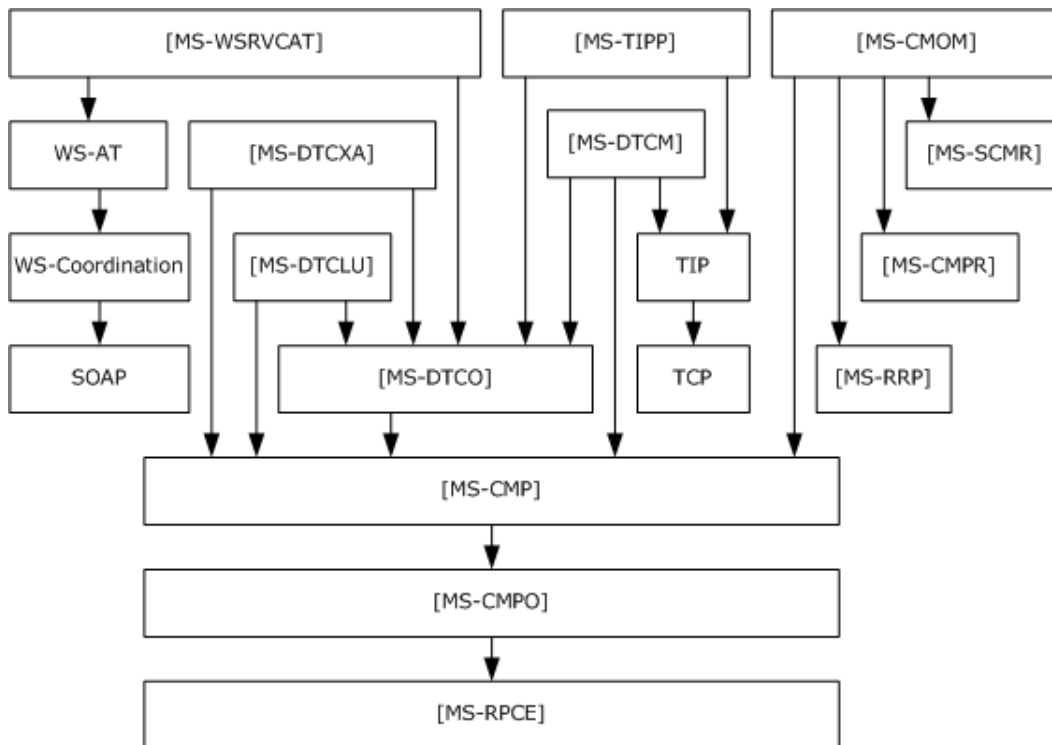 [MS-WSRVCAT]
[MS-TIPP]
[MS-CMOM]
WS-AT
[MS-DTCXA]
[MS-DTCM]
[MS-SCMR]
WS-Coordination
[MS-DTCLU]
TIP
[MS-CMPR]
SOAP
[MS-DTCO]
TCP
[MS-RRP]
[MS-CMP]
[MS-CMPO]
[MS-RPCE]